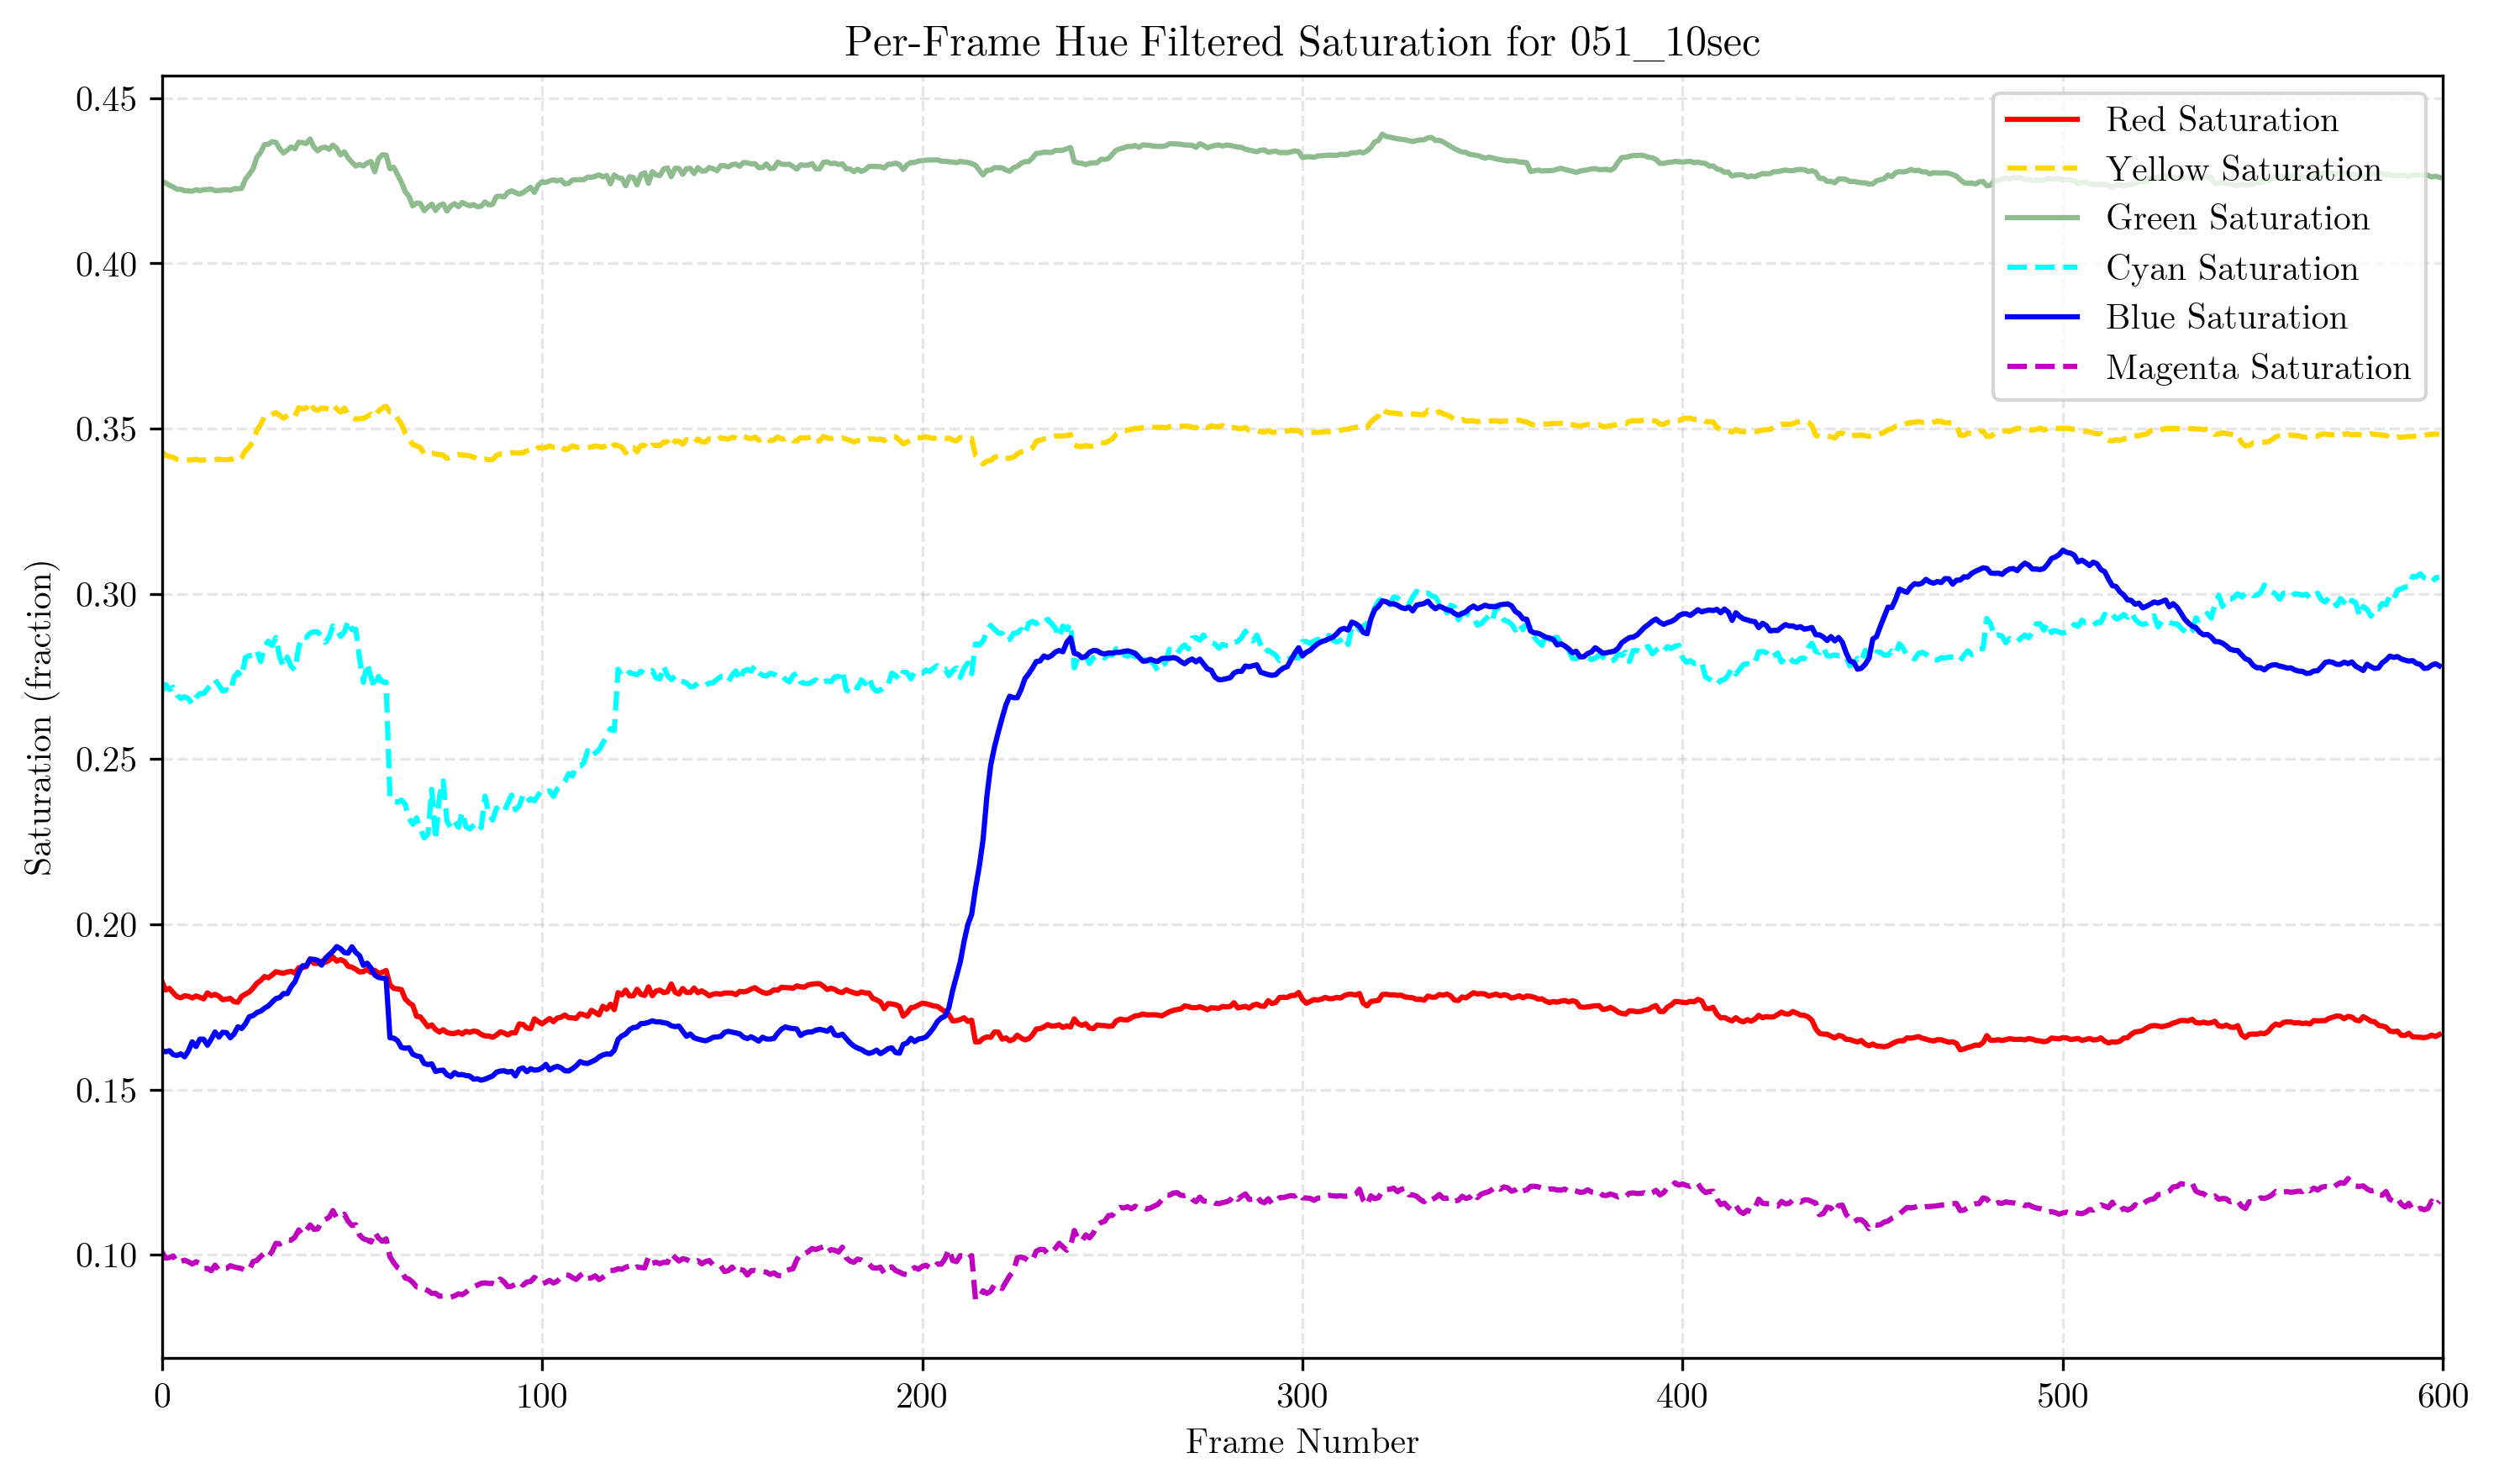 Per-Frame Hue Filtered Saturation for 051_10sec
Saturation (fraction)
0.45
0.40
0.35
0.30
0.25
0.20
0.15
0.10
Red Saturation
Yellow Saturation
Green Saturation
Cyan Saturation
Blue Saturation
Magenta Saturation
0 100 200 300 400 500 600
Frame Number